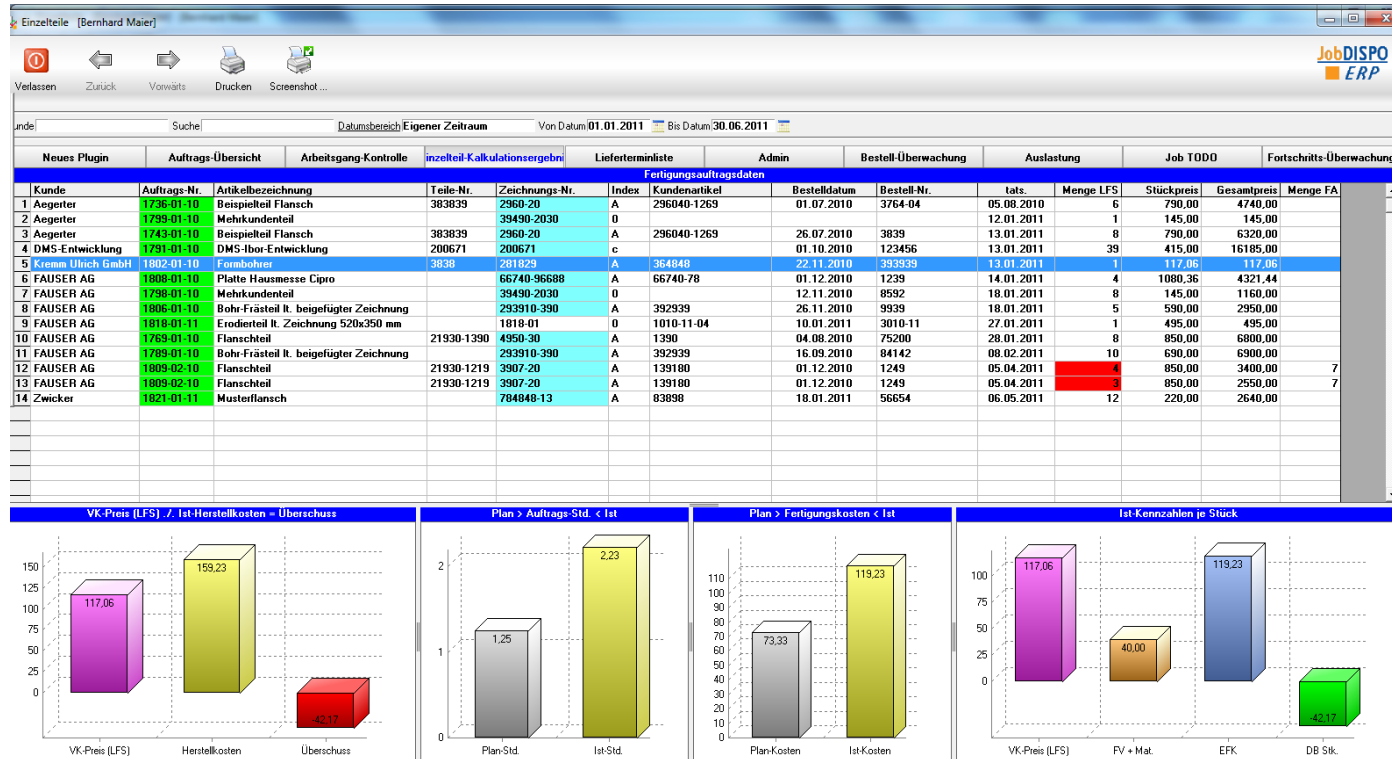 Einzelteile [Bernhard Maier]
JobDISPO
ERP
Verlassen Zurück Vorwärts Drucken Screenshot ...
unde Suche Datumsbereich Eigener Zeitraum Von Datum 01.01.2011 Bis Datum 30.06.2011
Neues Plugin Auftrags-Übersicht Arbeitsgang-Kontrolle inzelteil-Kalkulationsergebni Lieferterminliste Admin Bestell-Überwachung Auslastung Job TODO Fortschritts-Überwachung
Fertigungsauftragsdaten
Kunde Auftrags-Nr. Artikelbezeichnung Teile-Nr. Zeichnungs-Nr. Index Kundenartikel Bestelldatum Bestell-Nr. tats. Menge LFS Stückpreis Gesamtpreis Menge FA
1 Aegerter 1736-01-10 Beispielteil Flansch 383839 2960-20 A 296040-1269 01.07.2010 3764-04 05.08.2010 6 790,00 4740,00
2 Aegerter 1799-01-10 Mehrkundenteil 39490-2030 0 12.01.2011 1 145,00 145,00
3 Aegerter 1743-01-10 Beispielteil Flansch 383839 2960-20 A 296040-1269 26.07.2010 3839 13.01.2011 8 790,00 6320,00
4 DMS-Entwicklung 1791-01-10 DMS-Ibor-Entwicklung 200671 200671 c 01.10.2010 123456 13.01.2011 39 415,00 16185,00
5 Kremm Ulrich GmbH 1802-01-10 Formbohrer 3838 281829 A 364848 22.11.2010 393939 13.01.2011 1 117,06 117,06
6 FAUSER AG 1808-01-10 Platte Hausmesse Cipro 66740-96688 A 66740-78 01.12.2010 1239 14.01.2011 4 1080,36 4321,44
7 FAUSER AG 1798-01-10 Mehrkundenteil 39490-2030 0 12.11.2010 8592 18.01.2011 8 145,00 1160,00
8 FAUSER AG 1806-01-10 Bohr-Frästeil lt. beigefügter Zeichnung 293910-390 A 392939 26.11.2010 9939 18.01.2011 5 590,00 2950,00
9 FAUSER AG 1818-01-11 Erodierteil lt. Zeichnung 520x350 mm 1818-01 0 1010-11-04 10.01.2011 3010-11 27.01.2011 1 495,00 495,00
10 FAUSER AG 1769-01-10 Flanschteil 21930-1390 4950-30 A 1390 04.08.2010 75200 28.01.2011 8 850,00 6800,00
11 FAUSER AG 1789-01-10 Bohr-Frästeil lt. beigefügter Zeichnung 293910-390 A 392939 16.09.2010 84142 08.02.2011 10 690,00 6900,00
12 FAUSER AG 1809-02-10 Flanschteil 21930-1219 3907-20 A 139180 01.12.2010 1249 05.04.2011 4 850,00 3400,00 7
13 FAUSER AG 1809-02-10 Flanschteil 21930-1219 3907-20 A 139180 01.12.2010 1249 05.04.2011 3 850,00 2550,00 7
14 Zwicker 1821-01-11 Musterflansch 784848-13 A 83898 18.01.2011 56654 06.05.2011 12 220,00 2640,00
VK-Preis (LFS) ./. Ist-Herstellkosten = Überschuss
150
125
100
75
50
25
0
117,06
159,23
-42,17
VK-Preis (LFS) Herstellkosten Überschuss
Plan > Auftrags-Std. < Ist
2
1
0
1,25
2,23
Plan-Std. Ist-Std.
Plan > Fertigungskosten < Ist
110
100
90
80
70
60
50
40
30
20
10
0
73,33
119,23
Plan-Kosten Ist-Kosten
Ist-Kennzahlen je Stück
100
75
50
25
0
117,06
40,00
119,23
-42,17
VK-Preis (LFS) FV + Mat. EFK DB Stk.